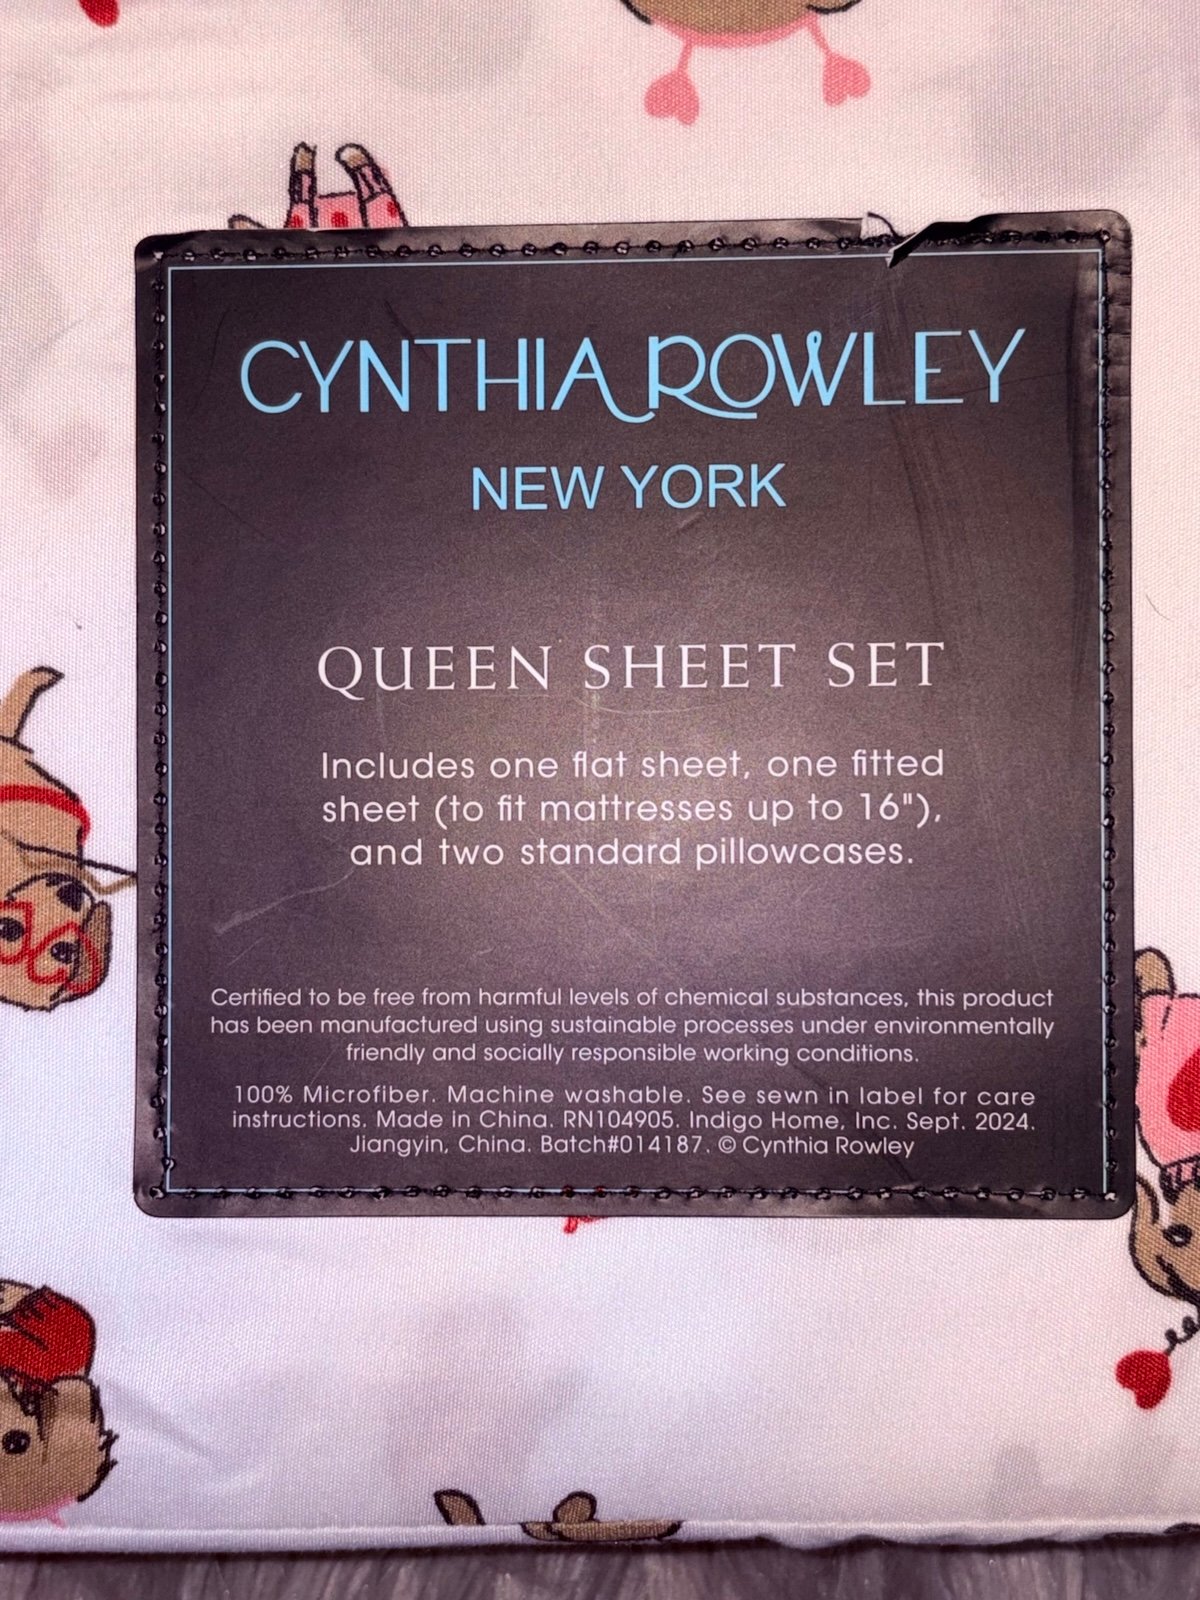 CYNTHIA ROWLEY
NEW YORK
QUEEN SHEET SET
Includes one flat sheet, one fitted
sheet (to fit mattresses up to 16"),
and two standard pillowcases.
Certified to be free from harmful levels of chemical substances, this product
has been manufactured using sustainable processes under environmentally
friendly and socially responsible working conditions.
100% Microfiber. Machine washable. See sewn in label for care
instructions. Made in China. RN104905. Indigo Home, Inc. Sept. 2024.
Jiangyin, China. Batch#014187. © Cynthia Rowley